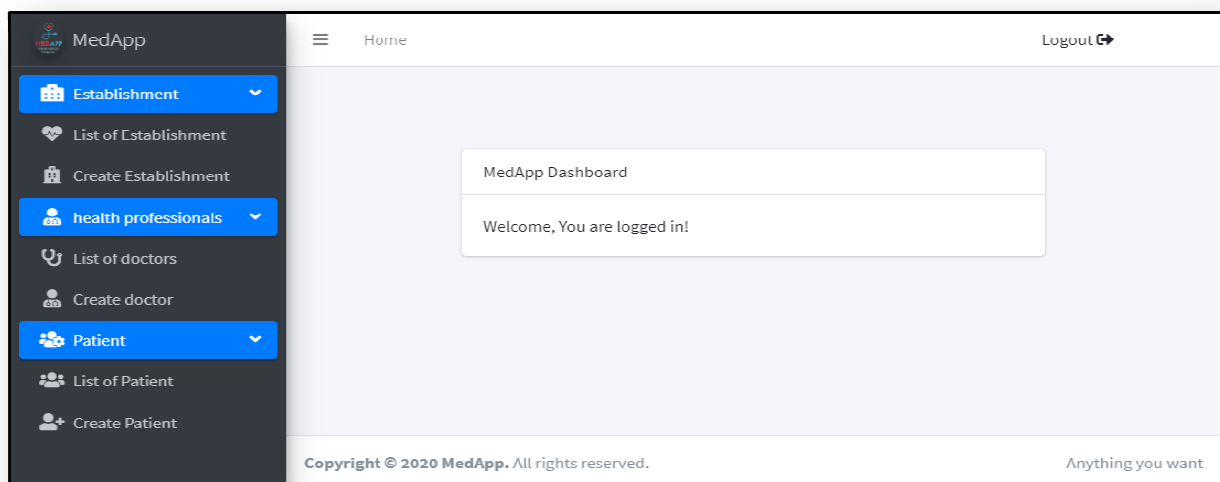 MedApp
Home
Logout
Establishment
List of Establishment
Create Establishment
health professionals
List of doctors
Create doctor
Patient
List of Patient
Create Patient
MedApp Dashboard
Welcome, You are logged in!
Copyright © 2020 MedApp. All rights reserved.
Anything you want